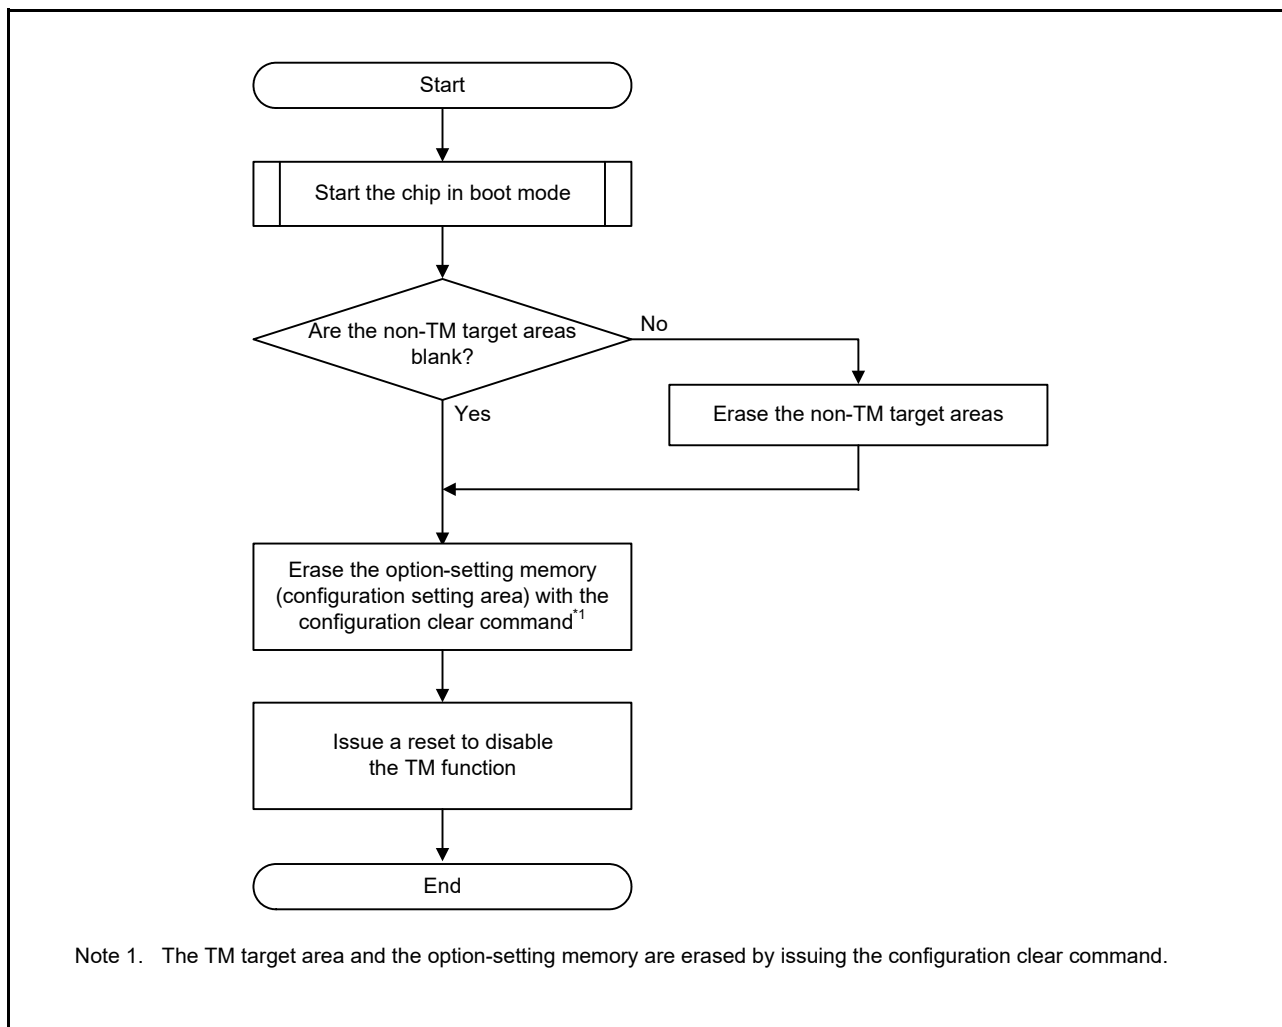 Start
Start the chip in boot mode
Are the non-TM target areas
blank?
No
Yes
Erase the non-TM target areas
Erase the option-setting memory
(configuration setting area) with the
configuration clear command*1
Issue a reset to disable
the TM function
End
Note 1. The TM target area and the option-setting memory are erased by issuing the configuration clear command.